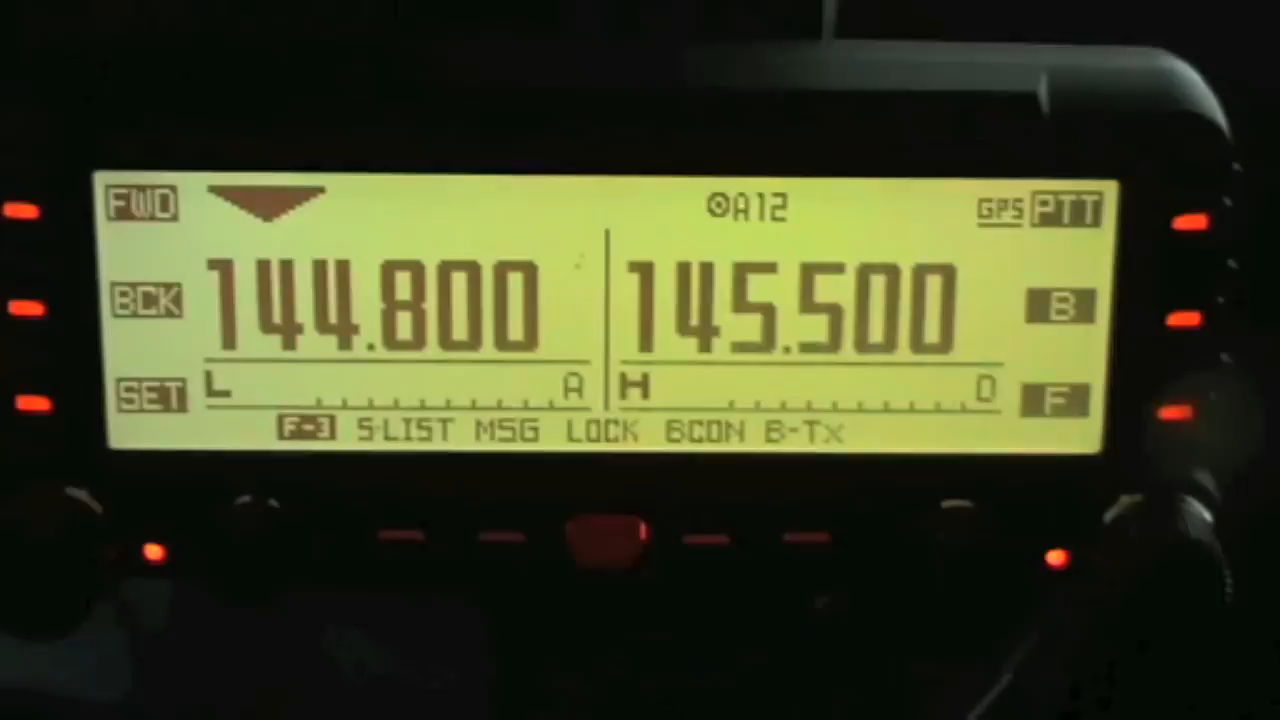 FWD A12 GPS PTT
144.800 145.500
BCK B
SET L A H D F
F-3 S-LIST MSG LOCK BCON B-Tx